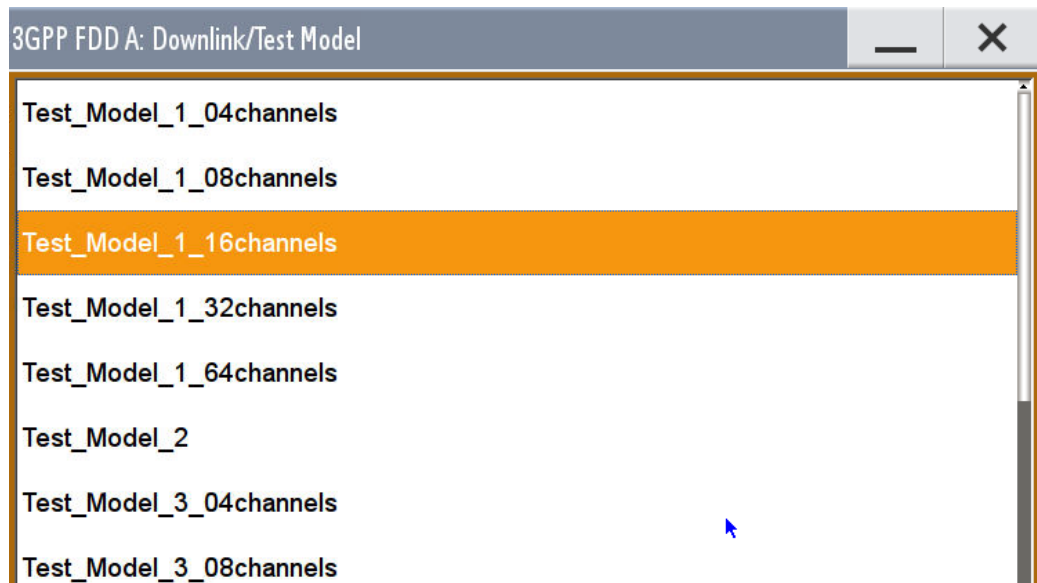 3GPP FDD A: Downlink/Test Model
Test_Model_1_04channels
Test_Model_1_08channels
Test_Model_1_16channels
Test_Model_1_32channels
Test_Model_1_64channels
Test_Model_2
Test_Model_3_04channels
Test_Model_3_08channels